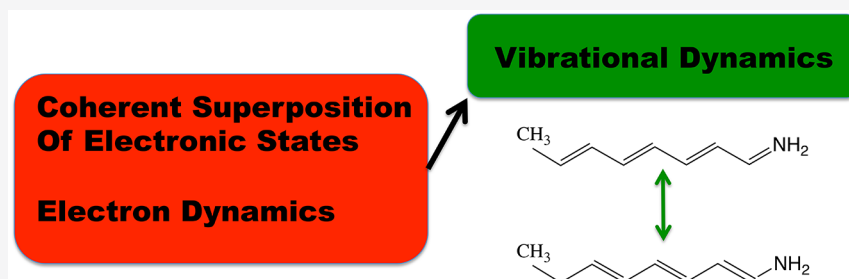 Coherent Superposition
Of Electronic States
Electron Dynamics
Vibrational Dynamics
CH3
NH2
CH3
NH2